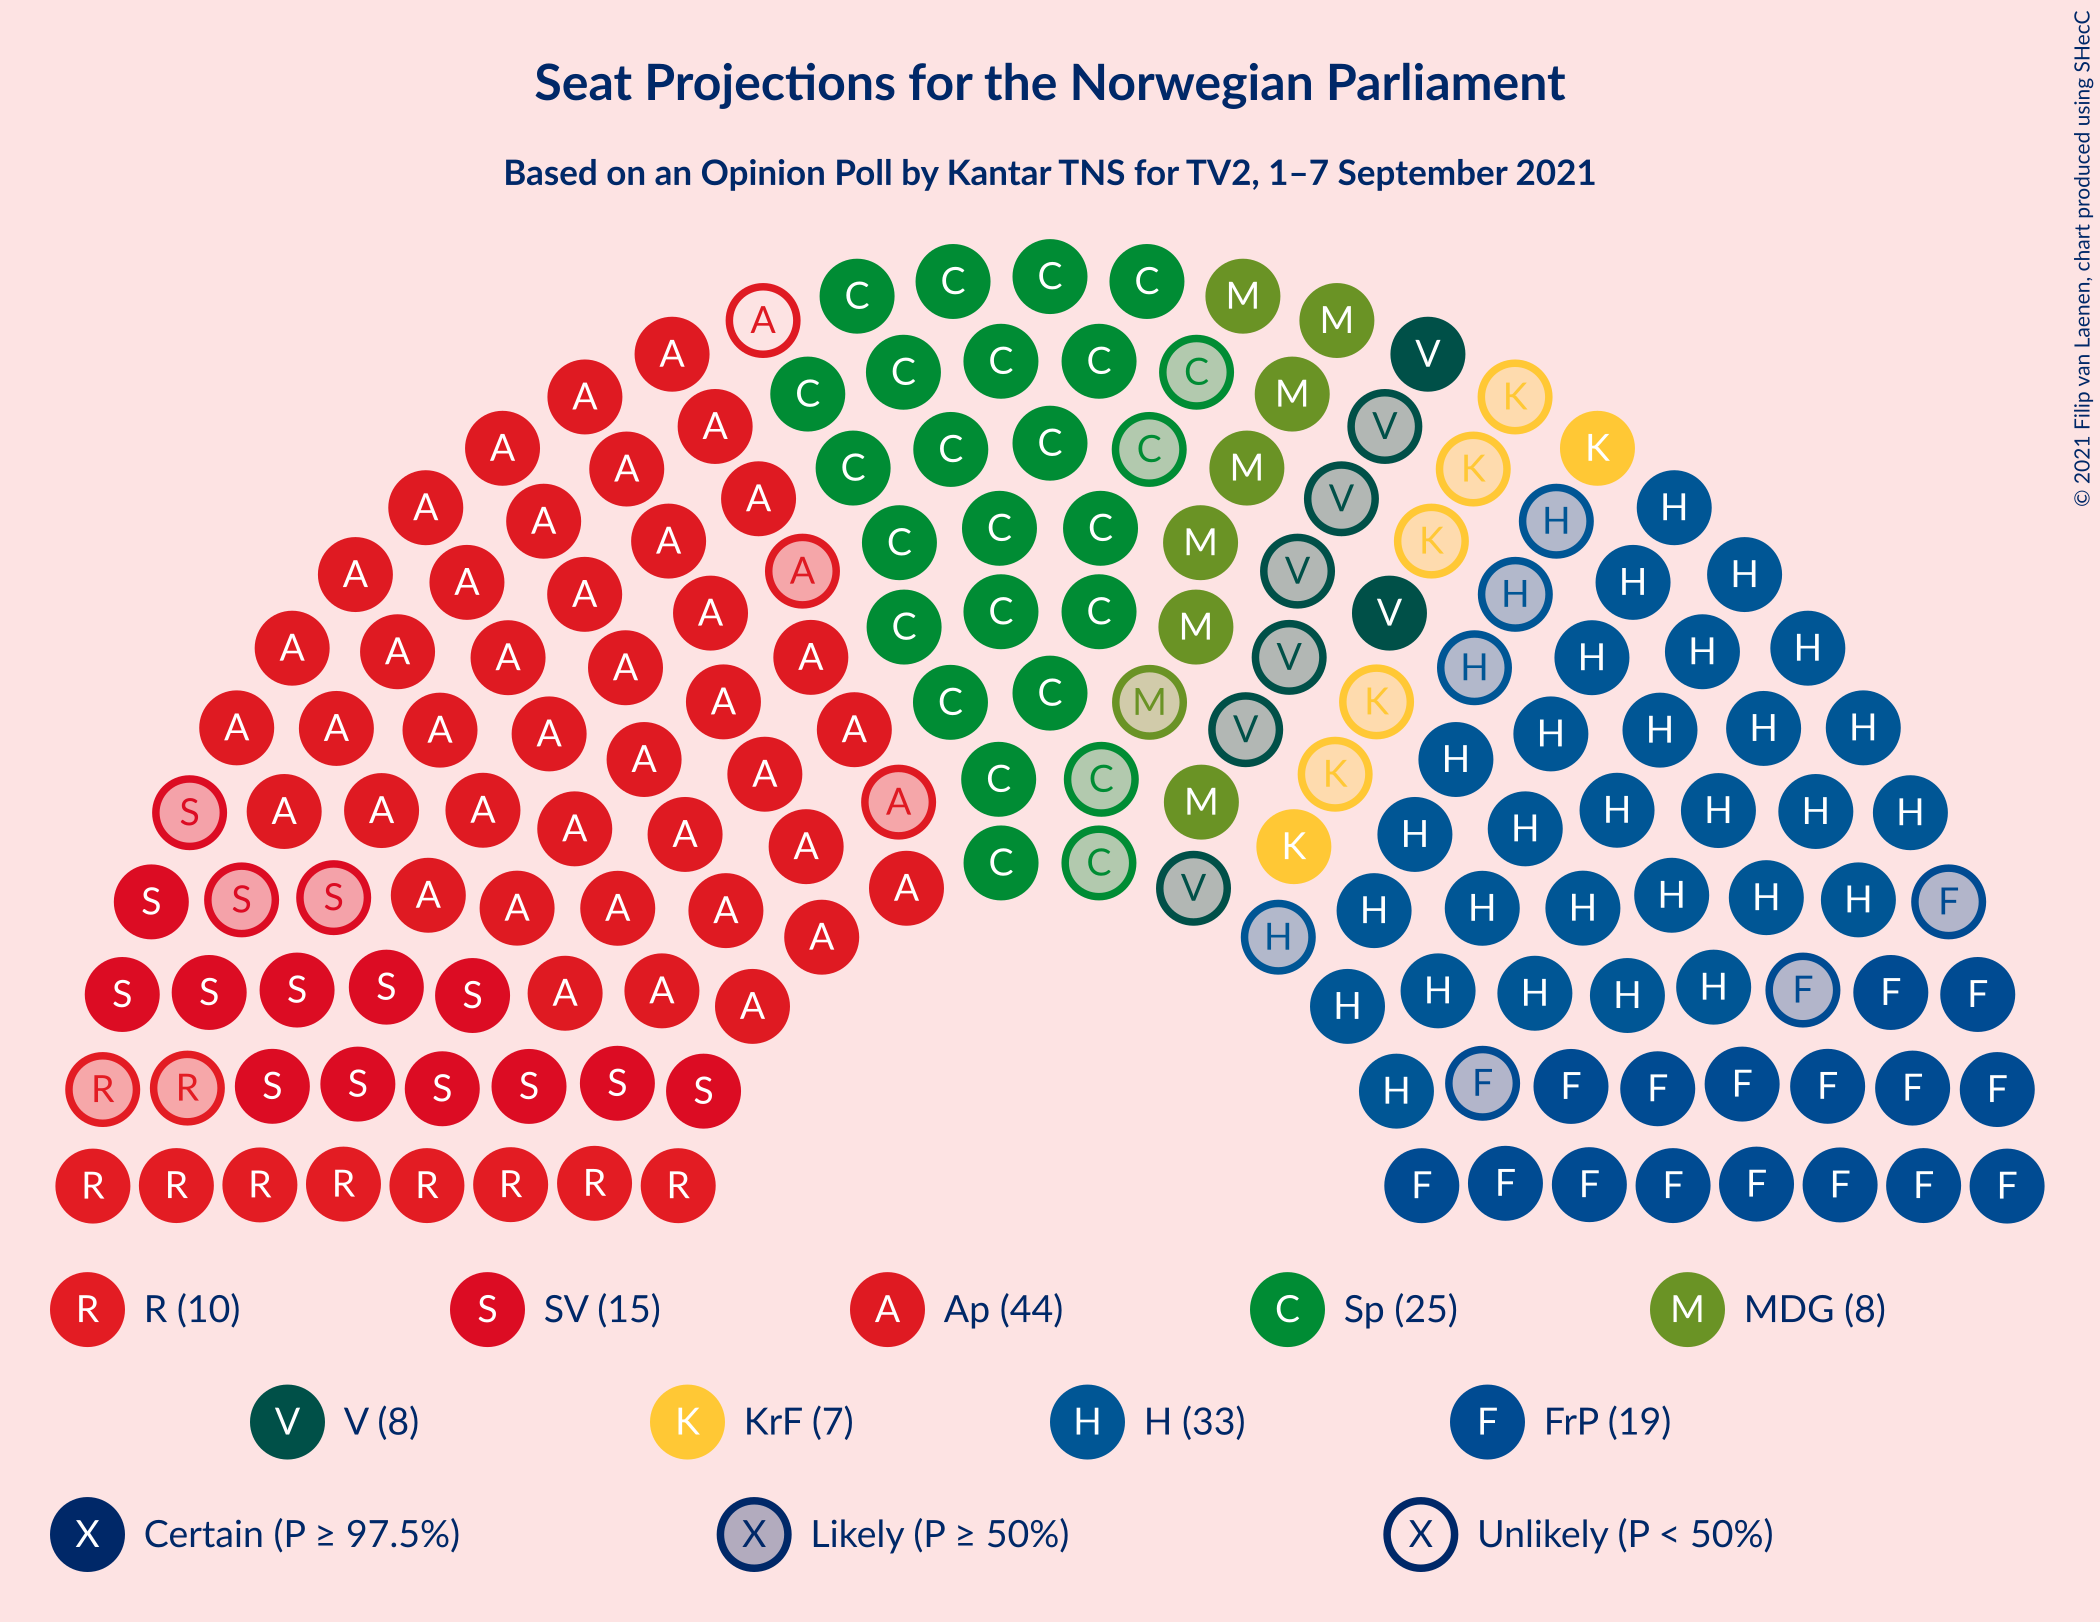 Seat Projections for the Norwegian Parliament
Based on an Opinion Poll by Kantar TNS for TV2, 1–7 September 2021
© 2021 Filip van Laenen, chart produced using SHecC
C C C C
A C C C C M M
A C C C C C M V
A A C C C C M V K
A A A C C C M V K K
A A A A C C C M V K H H
A A A A A C C C M V V H H H
A A A A A A C C M V K H H H H
A A A A A A A C C M K H H H H H
S A A A A A A A C C V K H H H H H H
S S S A A A A A A H H H H H H H F
S S S S S A A A H H H H H F F F
R R S S S S S S H F F F F F F F
R R R R R R R R F F F F F F F F
R R (10) S SV (15) A Ap (44) C Sp (25) M MDG (8)
V V (8) K KrF (7) H H (33) F FrP (19)
X Certain (P ≥ 97.5%) X Likely (P ≥ 50%) X Unlikely (P < 50%)